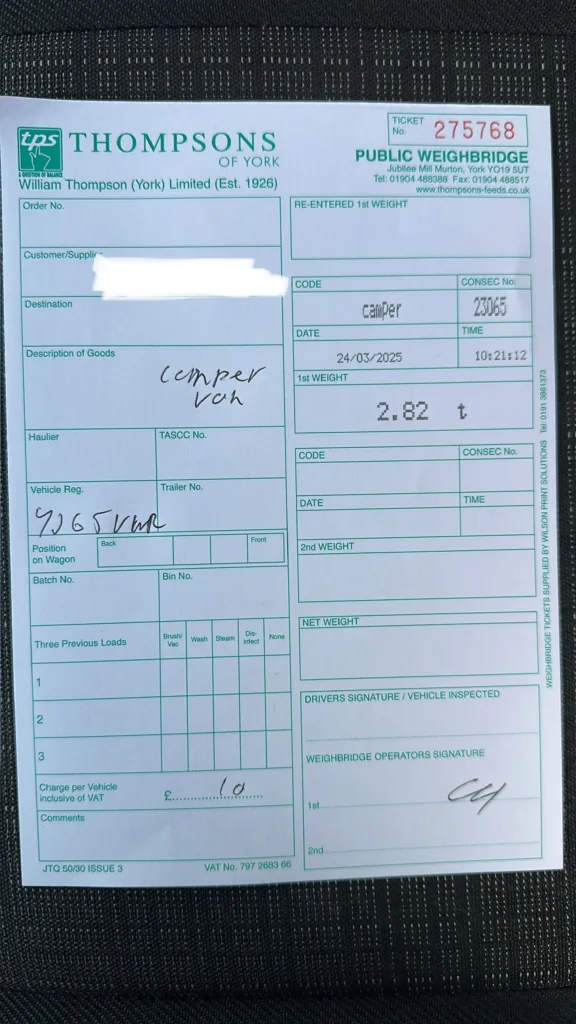 tps
A QUESTION OF BALANCE
THOMPSONS
OF YORK
William Thompson (York) Limited (Est. 1926)
TICKET No. 275768
PUBLIC WEIGHBRIDGE
Jubilee Mill Murton, York YO19 5UT
Tel: 01904 488388 Fax: 01904 488517
www.thompsons-feeds.co.uk
Order No.
Customer/Supplie
Destination
Description of Goods
camper
van
Haulier
TASCC No.
Vehicle Reg.
Trailer No.
Position on Wagon
Back
Front
Batch No.
Bin No.
Three Previous Loads
Brush/Vac
Wash
Steam
Dis-infect
None
1
2
3
Charge per Vehicle
inclusive of VAT
£.............10.............
Comments
JTQ 50/30 ISSUE 3
VAT No. 797 2683 66
RE-ENTERED 1st WEIGHT
CODE
CONSEC No.
camper
23065
DATE
TIME
24/03/2025
10:21:12
1st WEIGHT
2.82 t
CODE
CONSEC No.
DATE
TIME
2nd WEIGHT
NET WEIGHT
DRIVERS SIGNATURE / VEHICLE INSPECTED
WEIGHBRIDGE OPERATORS SIGNATURE
1st
2nd
WEIGHBRIDGE TICKETS SUPPLIED BY WILSON PRINT SOLUTIONS Tel: 0191 3861373